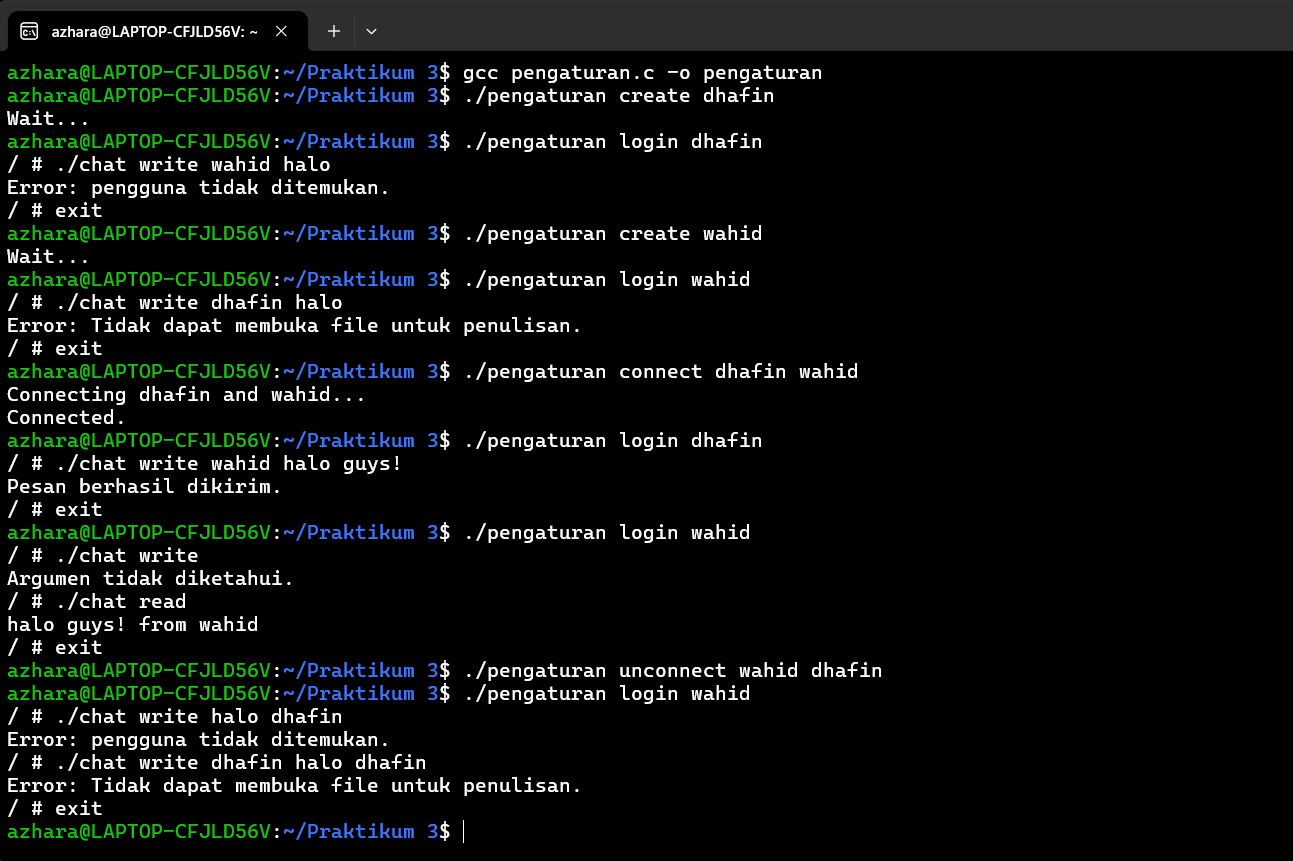 azhara@LAPTOP-CFJLD56V: ~
azhara@LAPTOP-CFJLD56V:~/Praktikum 3$ gcc pengaturan.c -o pengaturan
azhara@LAPTOP-CFJLD56V:~/Praktikum 3$ ./pengaturan create dhafin
Wait...
azhara@LAPTOP-CFJLD56V:~/Praktikum 3$ ./pengaturan login dhafin
/ # ./chat write wahid halo
Error: pengguna tidak ditemukan.
/ # exit
azhara@LAPTOP-CFJLD56V:~/Praktikum 3$ ./pengaturan create wahid
Wait...
azhara@LAPTOP-CFJLD56V:~/Praktikum 3$ ./pengaturan login wahid
/ # ./chat write dhafin halo
Error: Tidak dapat membuka file untuk penulisan.
/ # exit
azhara@LAPTOP-CFJLD56V:~/Praktikum 3$ ./pengaturan connect dhafin wahid
Connecting dhafin and wahid...
Connected.
azhara@LAPTOP-CFJLD56V:~/Praktikum 3$ ./pengaturan login dhafin
/ # ./chat write wahid halo guys!
Pesan berhasil dikirim.
/ # exit
azhara@LAPTOP-CFJLD56V:~/Praktikum 3$ ./pengaturan login wahid
/ # ./chat write
Argumen tidak diketahui.
/ # ./chat read
halo guys! from wahid
/ # exit
azhara@LAPTOP-CFJLD56V:~/Praktikum 3$ ./pengaturan unconnect wahid dhafin
azhara@LAPTOP-CFJLD56V:~/Praktikum 3$ ./pengaturan login wahid
/ # ./chat write halo dhafin
Error: pengguna tidak ditemukan.
/ # ./chat write dhafin halo dhafin
Error: Tidak dapat membuka file untuk penulisan.
/ # exit
azhara@LAPTOP-CFJLD56V:~/Praktikum 3$